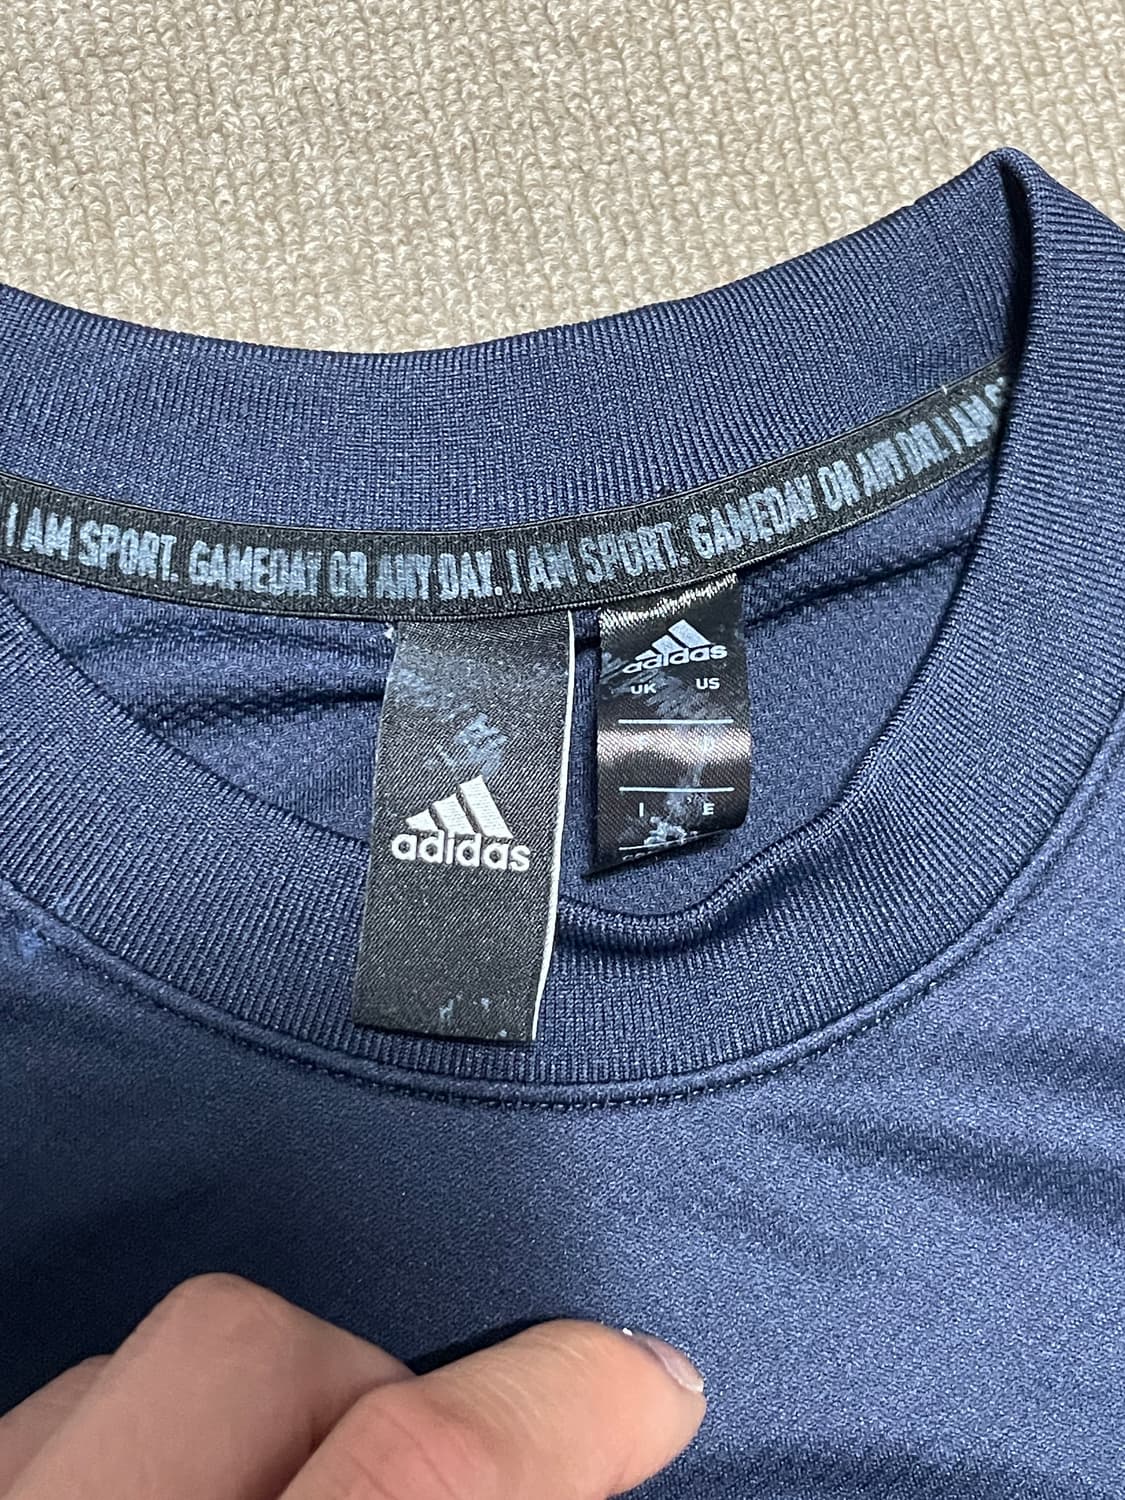 I AM SPORT. GAMEDAY OR ANY DAY. I AM SPORT. GAMEDAY OR ANY DAY. I AM
adidas
adidas
UK US
I E